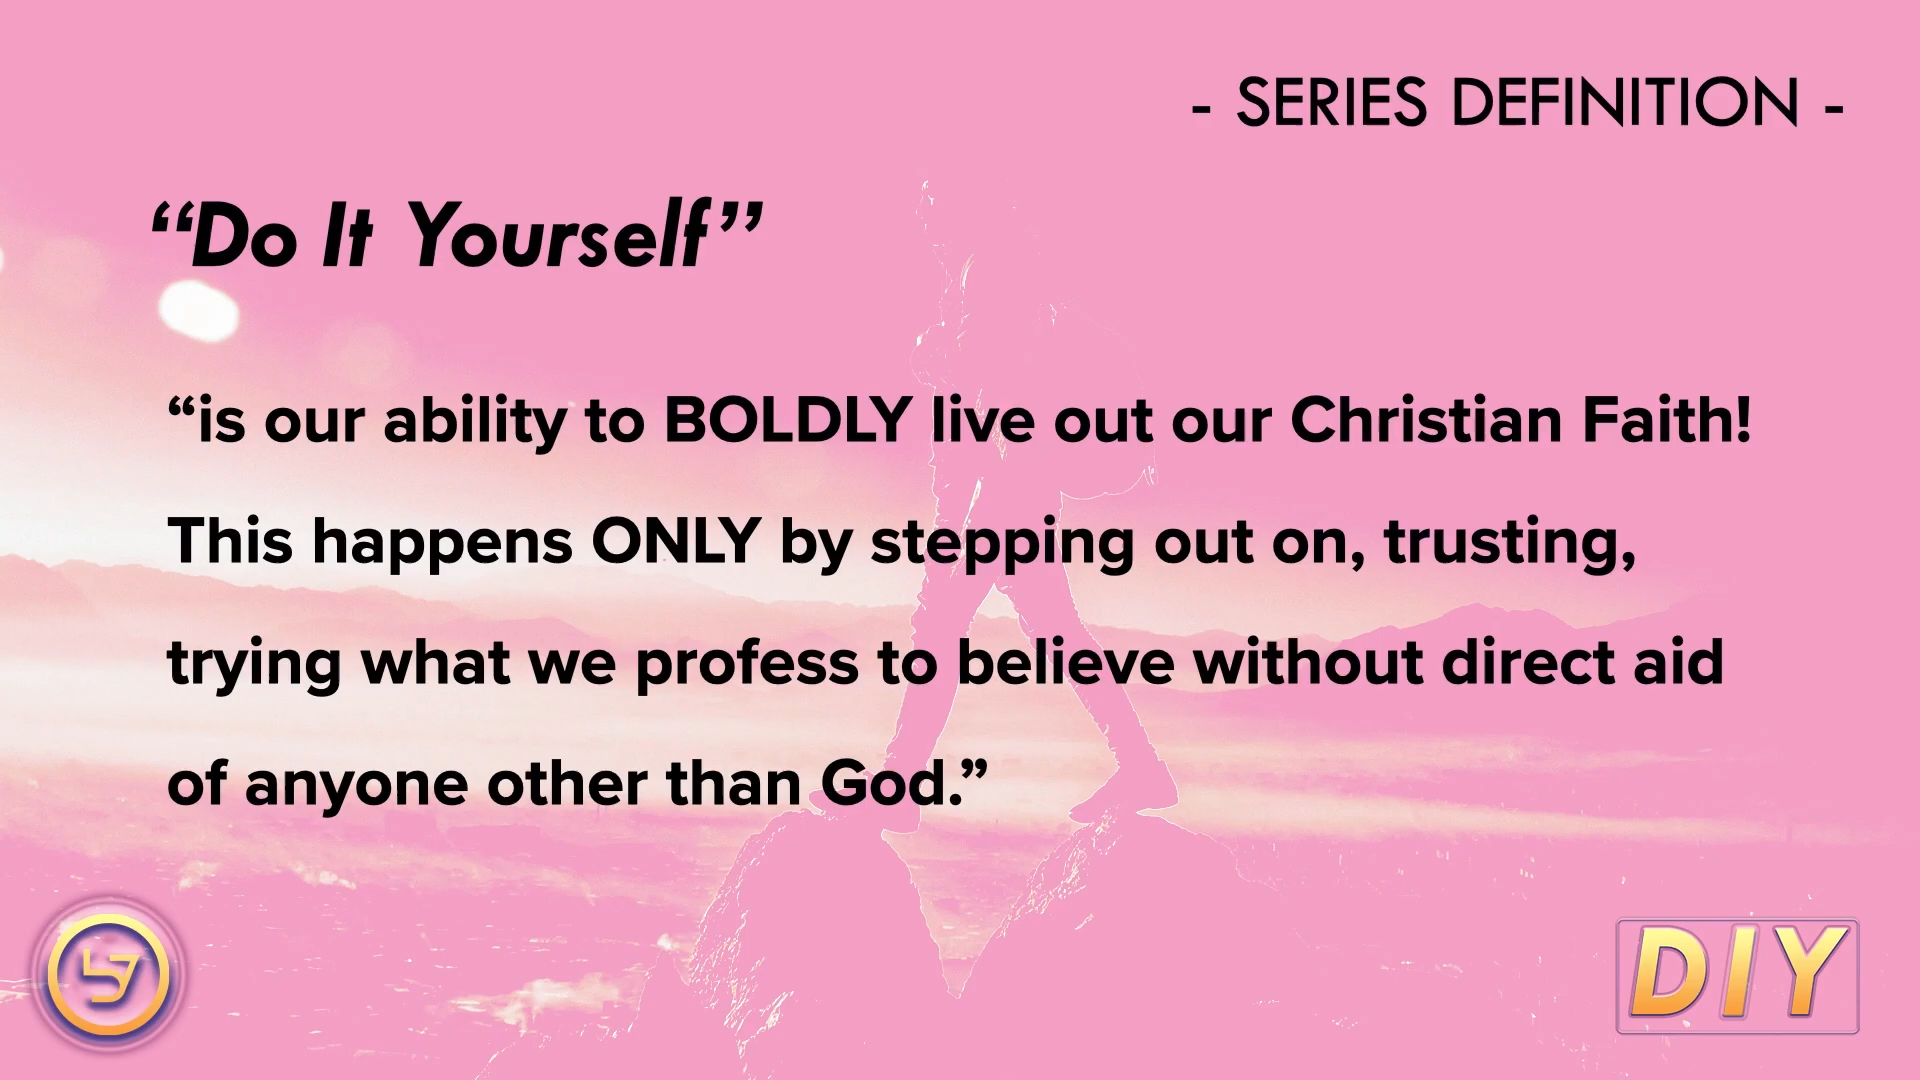 - SERIES DEFINITION -
“Do It Yourself”
“is our ability to BOLDLY live out our Christian Faith!
This happens ONLY by stepping out on, trusting,
trying what we profess to believe without direct aid
of anyone other than God.”
DIY